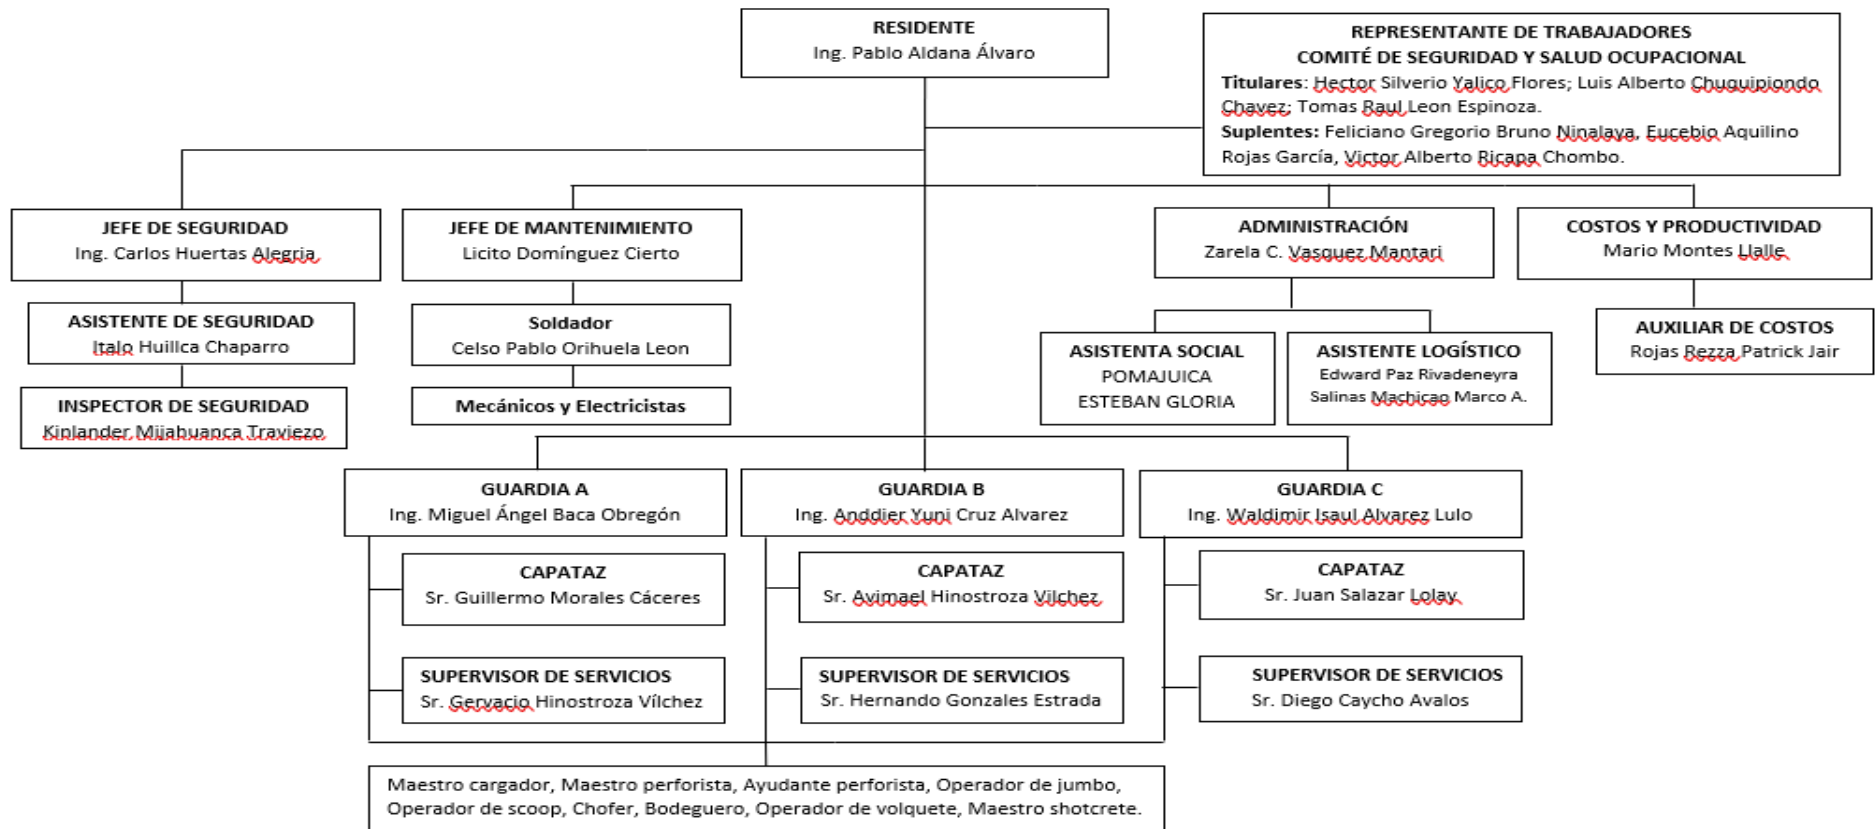 RESIDENTE
Ing. Pablo Aldana Álvaro
REPRESENTANTE DE TRABAJADORES
COMITÉ DE SEGURIDAD Y SALUD OCUPACIONAL
Titulares: Hector Silverio Yalico Flores; Luis Alberto Chuquipiondo
Chavez; Tomas Raul Leon Espinoza.
Suplentes: Feliciano Gregorio Bruno Ninalaya, Eucebio Aquilino
Rojas García, Victor Alberto Ricapa Chombo.
JEFE DE SEGURIDAD
Ing. Carlos Huertas Alegria
JEFE DE MANTENIMIENTO
Licito Domínguez Cierto
ADMINISTRACIÓN
Zarela C. Vasquez Mantari
COSTOS Y PRODUCTIVIDAD
Mario Montes Llalle
ASISTENTE DE SEGURIDAD
Italo Huillca Chaparro
Soldador
Celso Pablo Orihuela Leon
ASISTENTA SOCIAL
POMAJUICA
ESTEBAN GLORIA
ASISTENTE LOGÍSTICO
Edward Paz Rivadeneyra
Salinas Machicao Marco A.
AUXILIAR DE COSTOS
Rojas Rezza Patrick Jair
INSPECTOR DE SEGURIDAD
Kinlander Mijahuanca Traviezo
Mecánicos y Electricistas
GUARDIA A
Ing. Miguel Ángel Baca Obregón
GUARDIA B
Ing. Anddier Yuni Cruz Alvarez
GUARDIA C
Ing. Waldimir Isaul Alvarez Lulo
CAPATAZ
Sr. Guillermo Morales Cáceres
CAPATAZ
Sr. Avimael Hinostroza Vilchez
CAPATAZ
Sr. Juan Salazar Lolay
SUPERVISOR DE SERVICIOS
Sr. Gervacio Hinostroza Vílchez
SUPERVISOR DE SERVICIOS
Sr. Hernando Gonzales Estrada
SUPERVISOR DE SERVICIOS
Sr. Diego Caycho Avalos
Maestro cargador, Maestro perforista, Ayudante perforista, Operador de jumbo,
Operador de scoop, Chofer, Bodeguero, Operador de volquete, Maestro shotcrete.